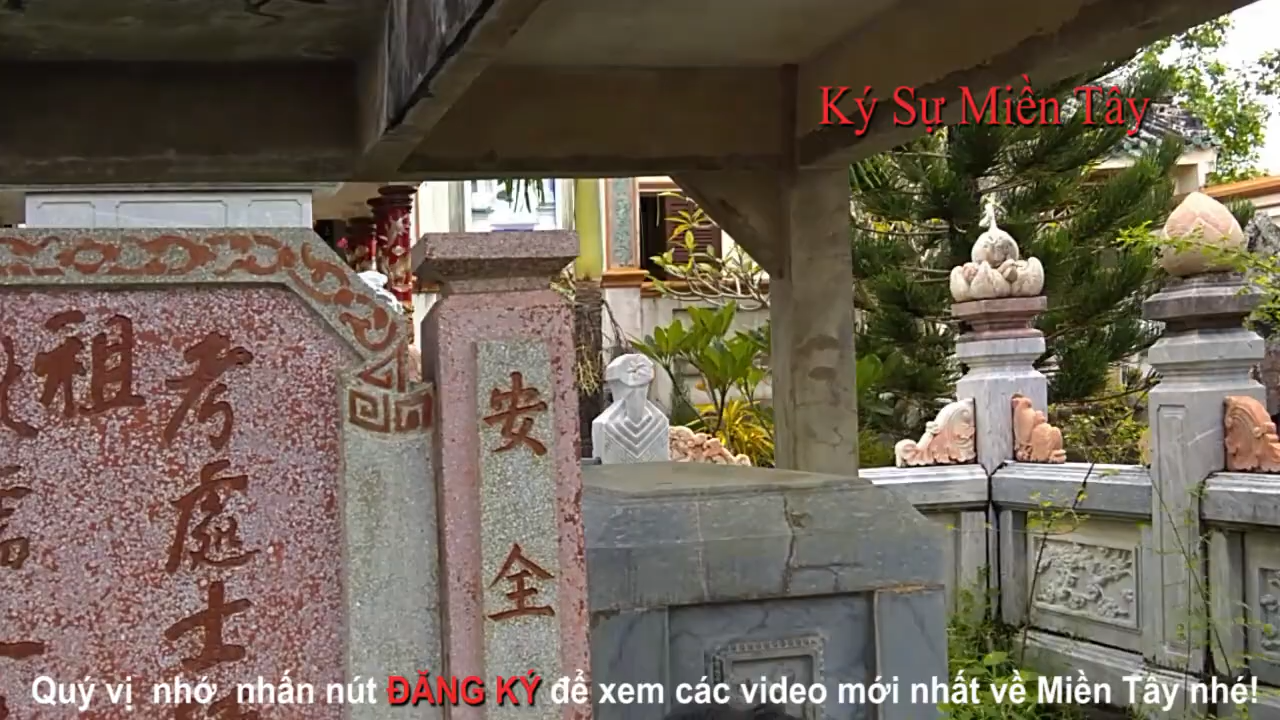 Ký Sự Miền Tây
祖
考處士
安全
Quý vị nhớ nhấn nút ĐĂNG KÝ để xem các video mới nhất về Miền Tây nhé!